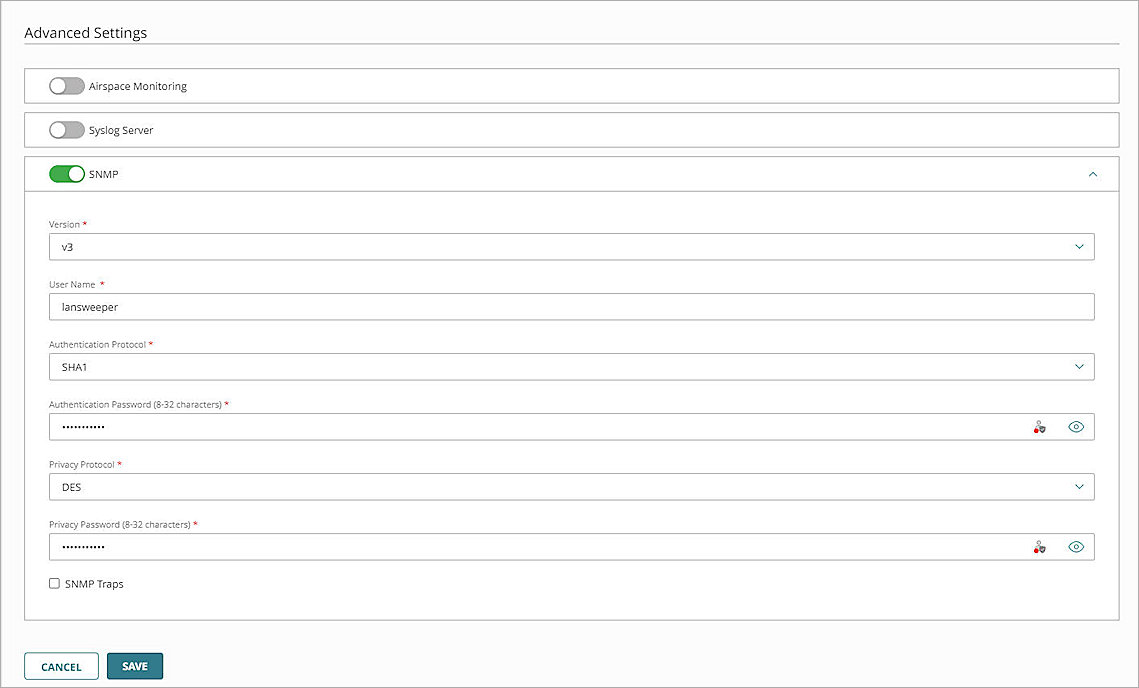 Advanced Settings
Airspace Monitoring
Syslog Server
SNMP
Version *
v3
User Name *
lansweeper
Authentication Protocol *
SHA1
Authentication Password (8-32 characters) *
•••••••••••
Privacy Protocol *
DES
Privacy Password (8-32 characters) *
•••••••••••
SNMP Traps
CANCEL SAVE